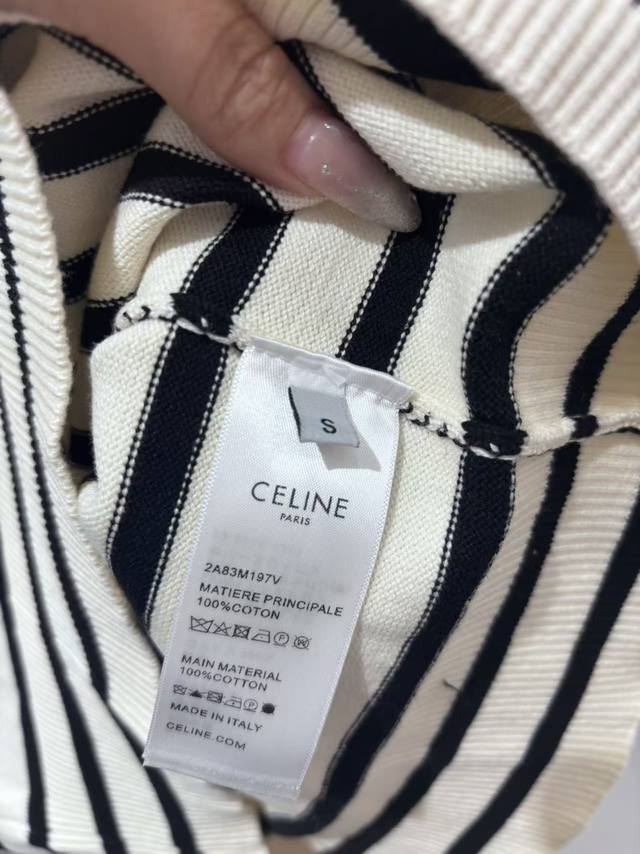 S
CELINE
PARIS
2A83M197V
MATIERE PRINCIPALE
100%COTON
MAIN MATERIAL
100%COTTON
MADE IN ITALY
CELINE.COM